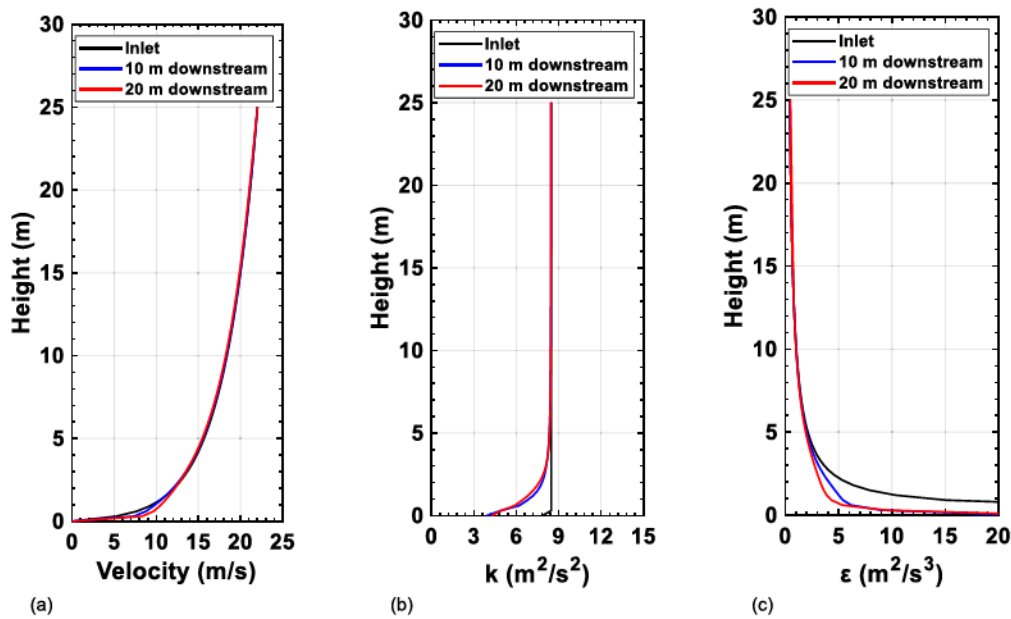 30
25
20
15
10
5
0
Height (m)
Inlet
10 m downstream
20 m downstream
0 5 10 15 20 25
Velocity (m/s)
(a)
30
25
20
15
10
5
0
Height (m)
Inlet
10 m downstream
20 m downstream
0 3 6 9 12 15
k (m²/s²)
(b)
30
25
20
15
10
5
0
Height (m)
Inlet
10 m downstream
20 m downstream
0 5 10 15 20
ε (m²/s³)
(c)